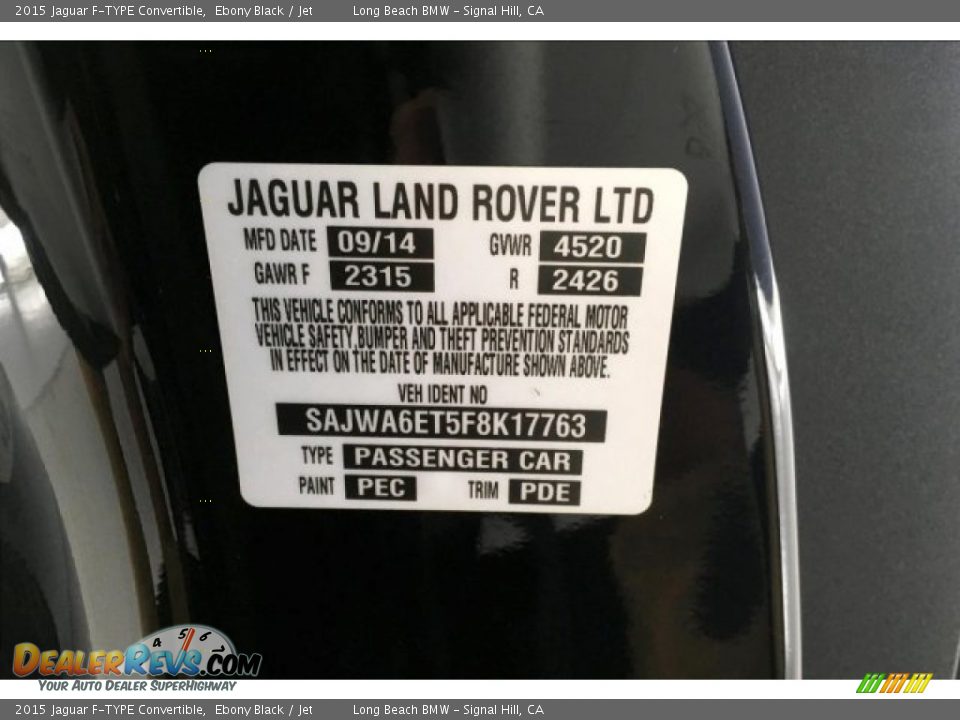 2015 Jaguar F-TYPE Convertible, Ebony Black / Jet Long Beach BMW - Signal Hill, CA
JAGUAR LAND ROVER LTD
MFD DATE 09/14 GVWR 4520
GAWR F 2315 R 2426
THIS VEHICLE CONFORMS TO ALL APPLICABLE FEDERAL MOTOR
VEHICLE SAFETY,BUMPER AND THEFT PREVENTION STANDARDS
IN EFFECT ON THE DATE OF MANUFACTURE SHOWN ABOVE.
VEH IDENT NO
SAJWA6ET5F8K17763
TYPE PASSENGER CAR
PAINT PEC TRIM PDE
4 5 6
DEALERREVS.COM
YOUR AUTO DEALER SUPERHIGHWAY
2015 Jaguar F-TYPE Convertible, Ebony Black / Jet Long Beach BMW - Signal Hill, CA